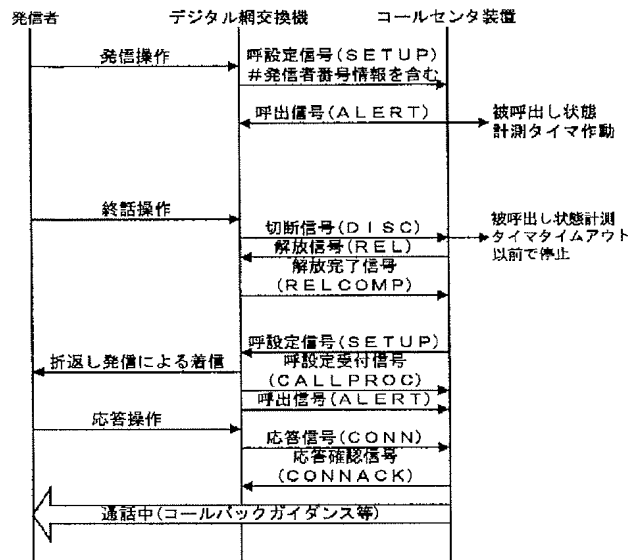 発信者
デジタル網交換機
コールセンタ装置
発信操作
呼設定信号(SETUP)
#発信者番号情報を含む
呼出信号(ALERT)
被呼出し状態
計測タイマ作動
終話操作
切断信号(DISC)
被呼出し状態計測
タイマタイムアウト
以前で停止
解放信号(REL)
解放完了信号
(RELCOMP)
呼設定信号(SETUP)
折返し発信による着信
呼設定受付信号
(CALLPROC)
呼出信号(ALERT)
応答操作
応答信号(CONN)
応答確認信号
(CONNACK)
通話中(コールバックガイダンス等)